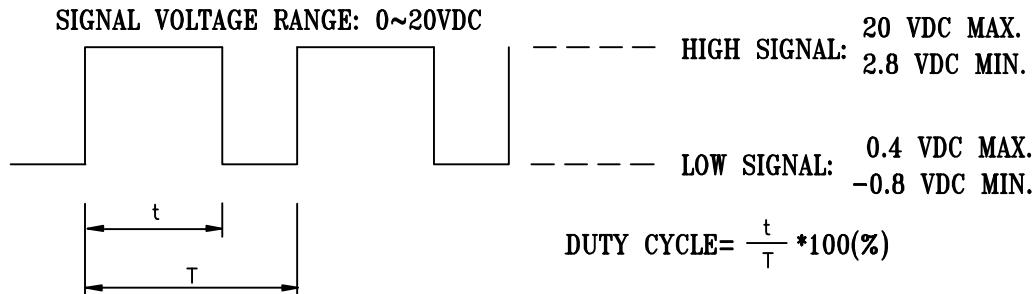 SIGNAL VOLTAGE RANGE: 0~20VDC
HIGH SIGNAL: 20 VDC MAX.
2.8 VDC MIN.
LOW SIGNAL: 0.4 VDC MAX.
-0.8 VDC MIN.
t
T
DUTY CYCLE= t/T *100(%)